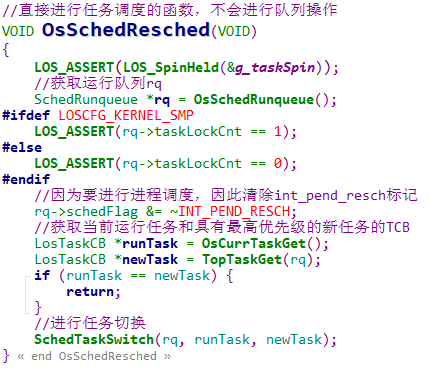 //直接进行任务调度的函数，不会进行队列操作
VOID OsSchedResched(VOID)
{
    LOS_ASSERT(LOS_SpinHeld(&g_taskSpin));
    //获取运行队列rq
    SchedRunqueue *rq = OsSchedRunqueue();
#ifdef LOSCFG_KERNEL_SMP
    LOS_ASSERT(rq->taskLockCnt == 1);
#else
    LOS_ASSERT(rq->taskLockCnt == 0);
#endif
    //因为要进行进程调度，因此清除int_pend_resch标记
    rq->schedFlag &= ~INT_PEND_RESCH;
    //获取当前运行任务和具有最高优先级的新任务的TCB
    LosTaskCB *runTask = OsCurrTaskGet();
    LosTaskCB *newTask = TopTaskGet(rq);
    if (runTask == newTask) {
        return;
    }
    //进行任务切换
    SchedTaskSwitch(rq, runTask, newTask);
} « end OsSchedResched »